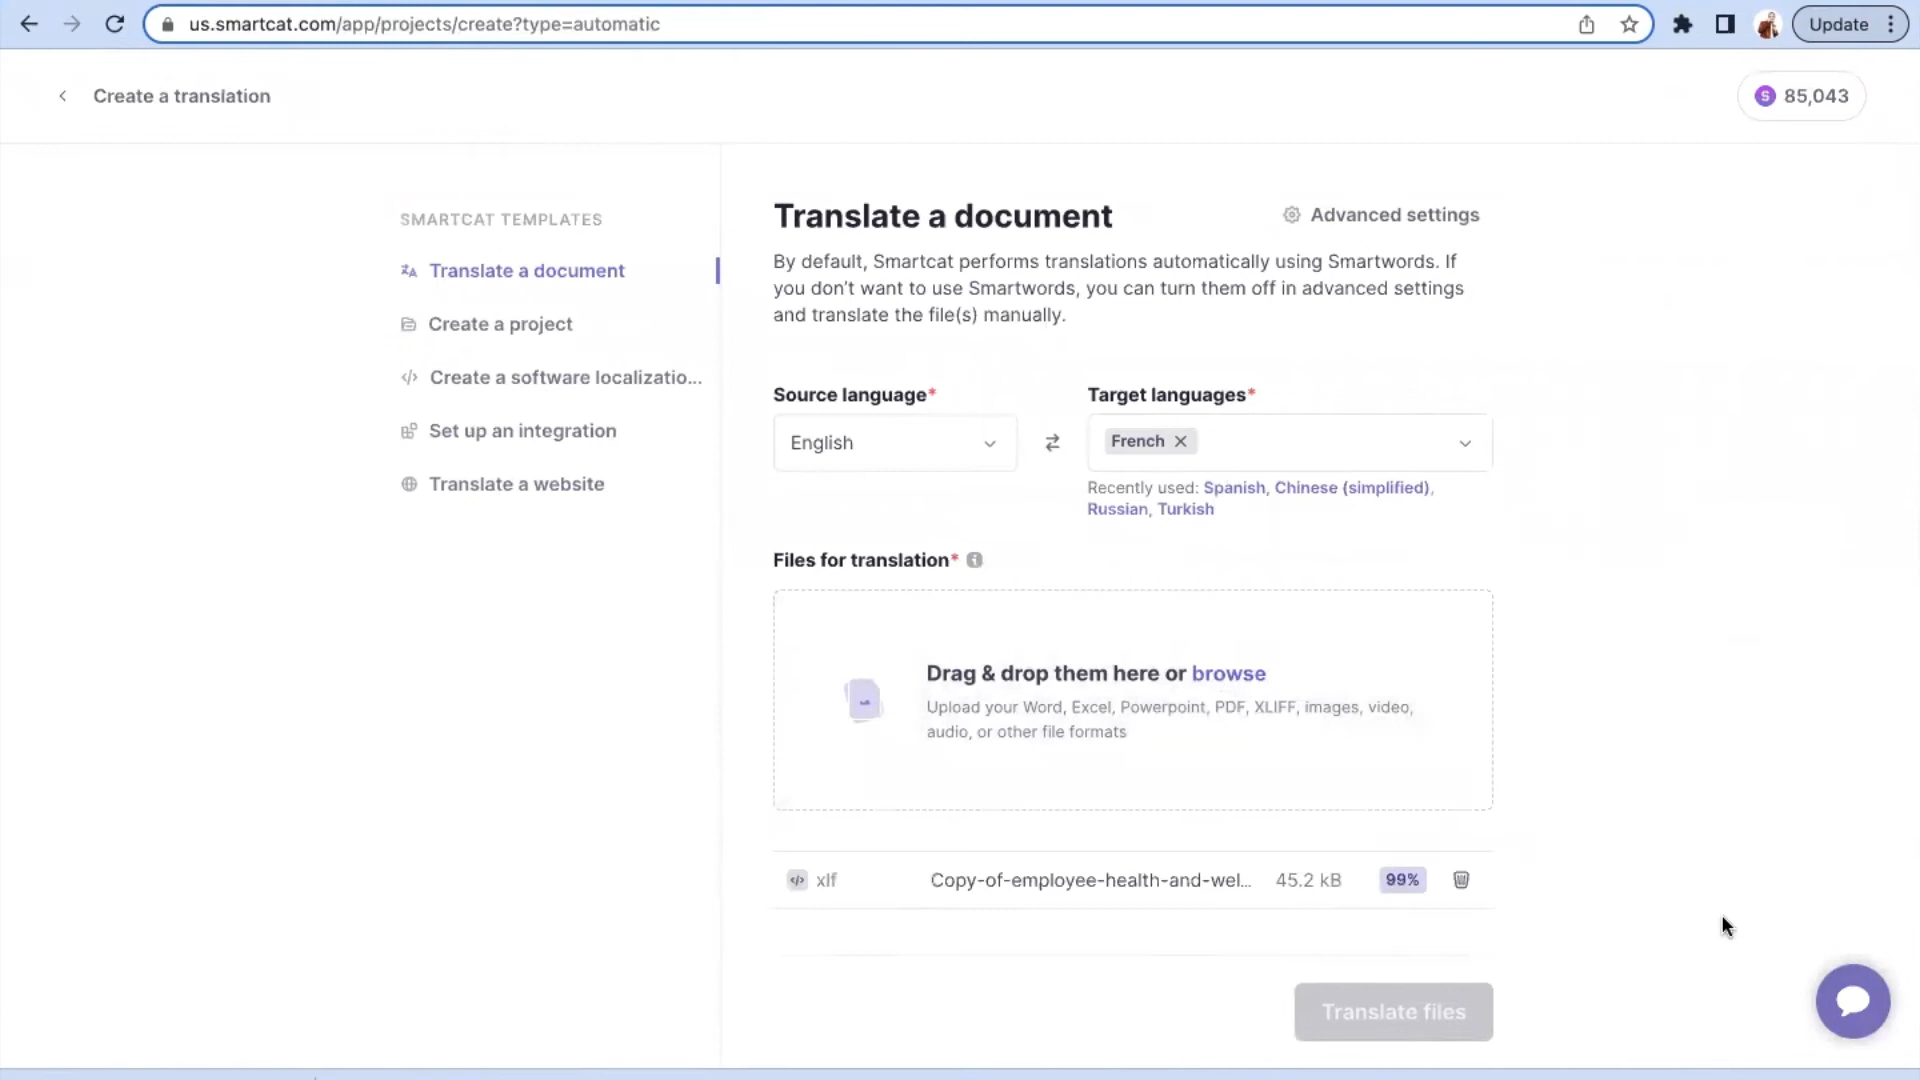 us.smartcat.com/app/projects/create?type=automatic
Update
Create a translation
S 85,043
SMARTCAT TEMPLATES
Translate a document
Create a project
Create a software localizatio...
Set up an integration
Translate a website
Translate a document
Advanced settings
By default, Smartcat performs translations automatically using Smartwords. If
you don't want to use Smartwords, you can turn them off in advanced settings
and translate the file(s) manually.
Source language*
English
Target languages*
French
Recently used: Spanish, Chinese (simplified),
Russian, Turkish
Files for translation*
Drag & drop them here or browse
Upload your Word, Excel, Powerpoint, PDF, XLIFF, images, video,
audio, or other file formats
xlf Copy-of-employee-health-and-wel... 45.2 kB 99%
Translate files